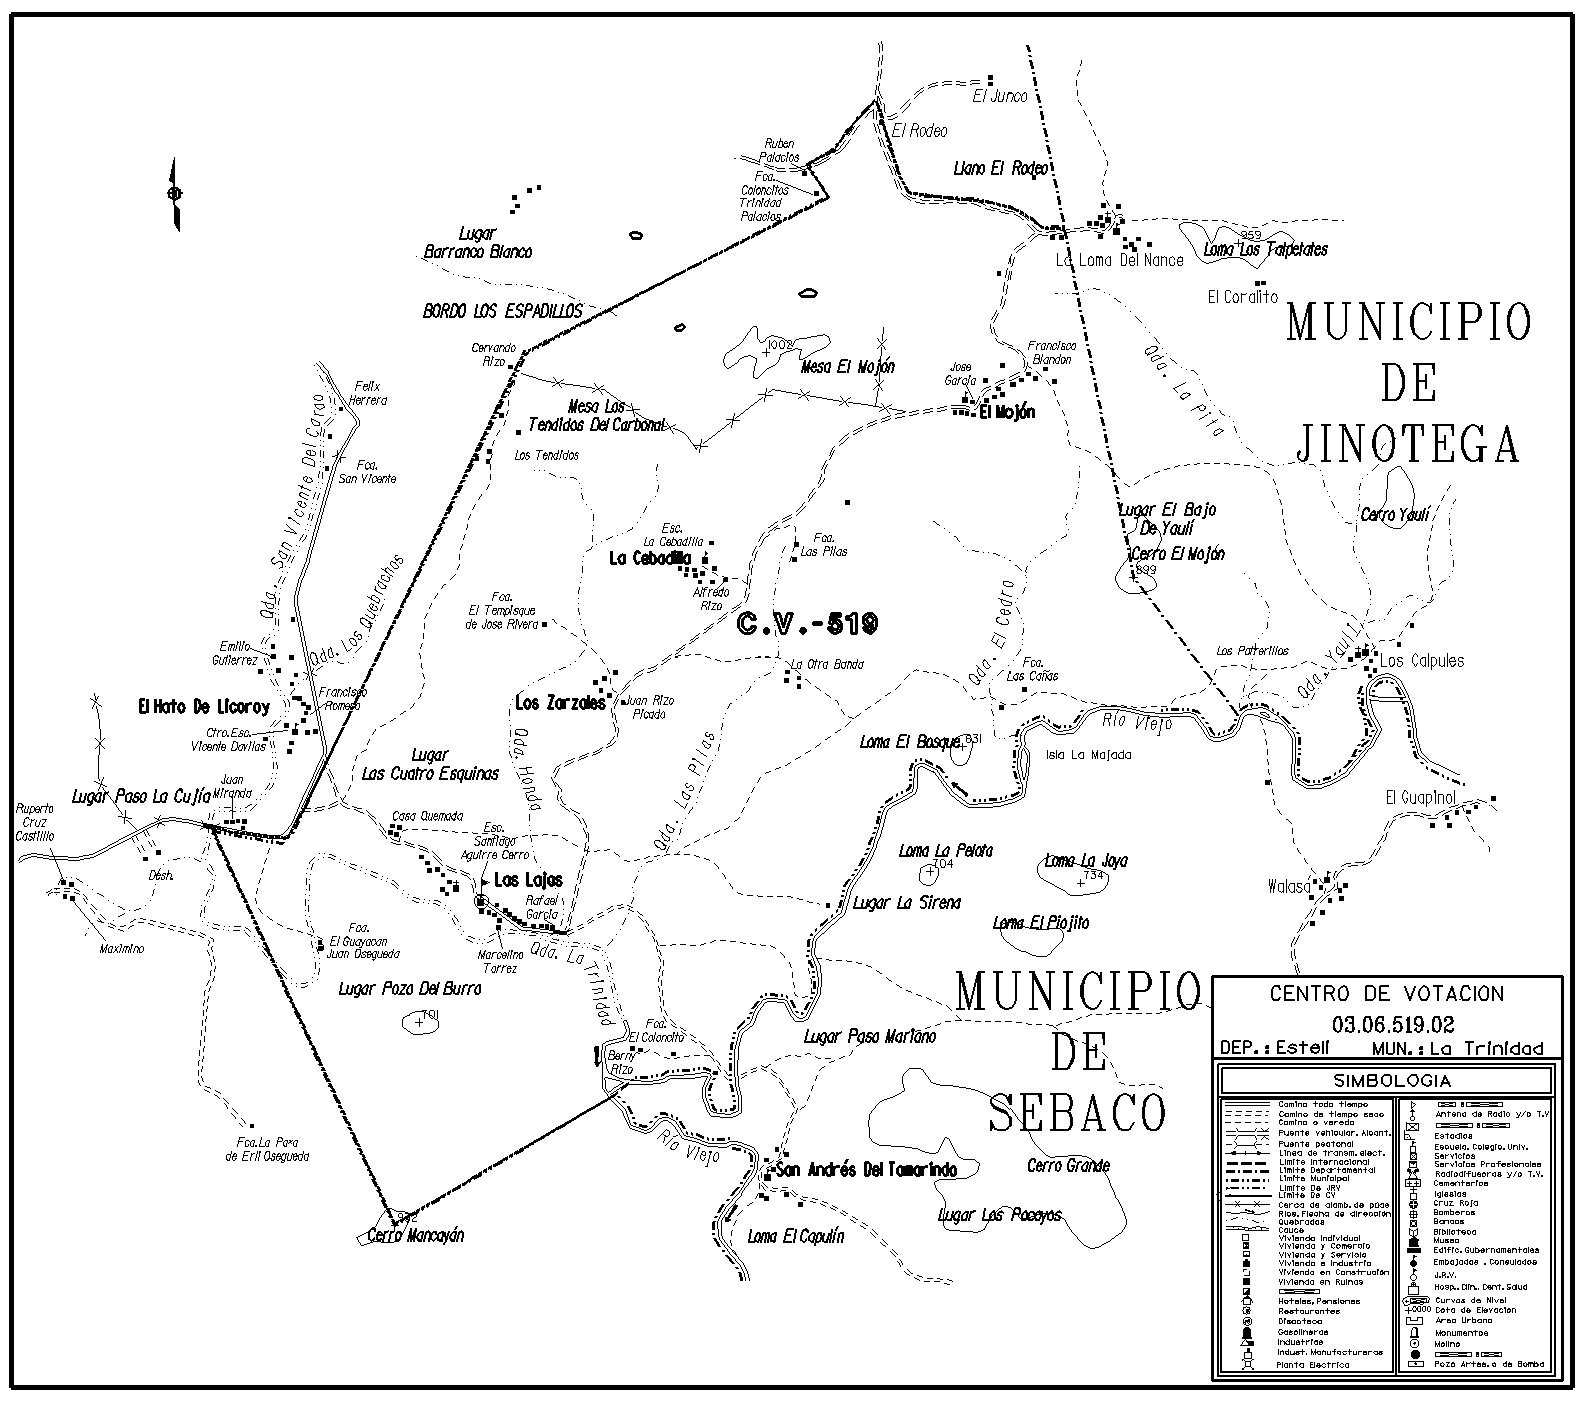 El Junco
El Rodeo
Ruben
Palacios
Fca.
Coloncitos
Trinidad
Palacios
Llano El Rodeo
Lugar
Barranco Blanco
959
Loma Los Talpetates
La Loma Del Nance
El Coralito
BORDO LOS ESPADILLOS
MUNICIPIO
DE
JINOTEGA
Cervando
Rizo
1002
Mesa El Mojón
Francisco
Blandon
Jose
Garcia
El Mojón
Qda. La Pita
Felix
Herrera
Mesa Los
Tendidos Del Carbonal
Los Tendidos
Fca.
San Vicente
Qda. San Vicente Del Carao
Lugar El Bajo
De Yaulí
Cerro El Mojón
899
Cerro Yaulí
Esc.
La Cebadilla
La Cebadilla
Alfredo
Rizo
Fca.
Las Pilas
Fca.
El Tempisque
de Jose Rivera
C.V.-519
Qda. Los Quebrachos
Qda. El Cedro
Emilio
Gutierrez
Los Patterillos
Qda. Yaulí
Los Calpules
La Otra Banda
Fca.
Las Cañas
El Hato De Licoroy
Francisco
Romero
Ctro.Esc.
Vicente Davilas
Los Zarzales
Juan Rizo
Picado
Río Viejo
Isla La Majada
Loma El Bosque
631
Lugar
Las Cuatro Esquinas
Qda. Honda
Qda. Las Pilas
Juan
Miranda
Lugar Paso La Cujía
Ruperto
Cruz
Castillo
Casa Quemada
Esc.
Santiago
Aguirre Cerro
El Guapinol
Desh.
Las Lajas
Rafael
García
Loma La Pelota
704
Loma La Joya
734
Walasa
Lugar La Sirena
Loma El Piojito
Maximino
Fca.
El Guayacan
Juan Osegueda
Marcelino
Torrez
Qda. La Trinidad
Lugar Pozo Del Burro
701
MUNICIPIO
DE
SEBACO
Fca.
El Coloncito
Berny
Rizo
Lugar Paso Mariano
Río Viejo
Fca.La Paxa
de Eril Osegueda
San Andrés Del Tamarindo
Cerro Grande
Lugar Los Pocoyos
Loma El Capulín
Cerro Mancayán
CENTRO DE VOTACION
03.06.519.02
DEP.: Estelí MUN.: La Trinidad
SIMBOLOGIA
Camino todo tiempo
Camino de tiempo seco
Camino o vereda
Puente vehicular. Alcant.
Puente peatonal
Linea de transm.elect.
Limite Internacional
Limite Departamental
Limite Municipal
Limite De JRV
Limite De CV
Cerca de alamb.de púas
Rios.Flecha de dirección
Quebradas
Cauce
Vivienda Individual
Vivienda y Comercio
Vivienda y Servicio
Vivienda e Industria
Vivienda en Construcción
Vivienda en Ruinas
Hoteles,Pensiones
Restaurantes
Discoteca
Gasolineras
Industrias
Indust. Manufactureras
Planta Electrica
Antena de Radio y/o T.V
Estadios
Escuela. Colegio. Univ.
Servicios
Servicios Profesionales
Radiodifusoras y/o T.V.
Cementerios
Iglesias
Cruz Roja
Bomberos
Bancos
Biblioteca
Museo
Edific. Gubernamentales
Embajadas . Consulados
J.R.V.
Hosp., Clin., Cent. Salud
Curvas de Nivel
+0000 Cota de Elevacion
Area Urbana
Monumentos
Molino
Pozo Artes. o de Bomba